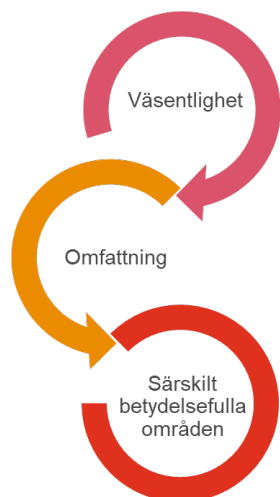 Väsentlighet
Omfattning
Särskilt
betydelsefulla
områden